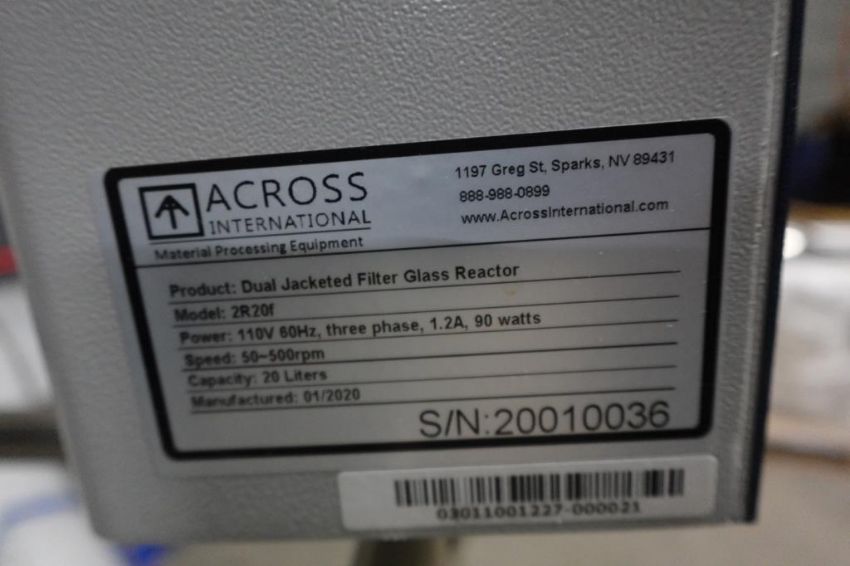 ACROSS
INTERNATIONAL
Material Processing Equipment
1197 Greg St, Sparks, NV 89431
888-988-0899
www.AcrossInternational.com
Product: Dual Jacketed Filter Glass Reactor
Model: 2R20f
Power: 110V 60Hz, three phase, 1.2A, 90 watts
Speed: 50~500rpm
Capacity: 20 Liters
Manufactured: 01/2020
S/N:20010036
03011001227-000021